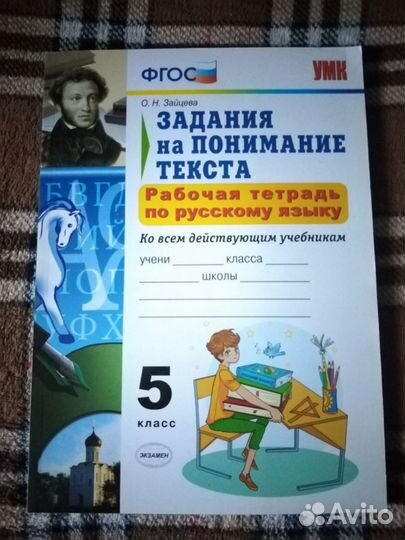 ФГОС
УМК
О. Н. Зайцева
ЗАДАНИЯ
на ПОНИМАНИЕ
ТЕКСТА
Рабочая тетрадь
по русскому языку
Ко всем действующим учебникам
учени класса
школы
ЕВГД
5
КЛАСС
ЭКЗАМЕН
Avito